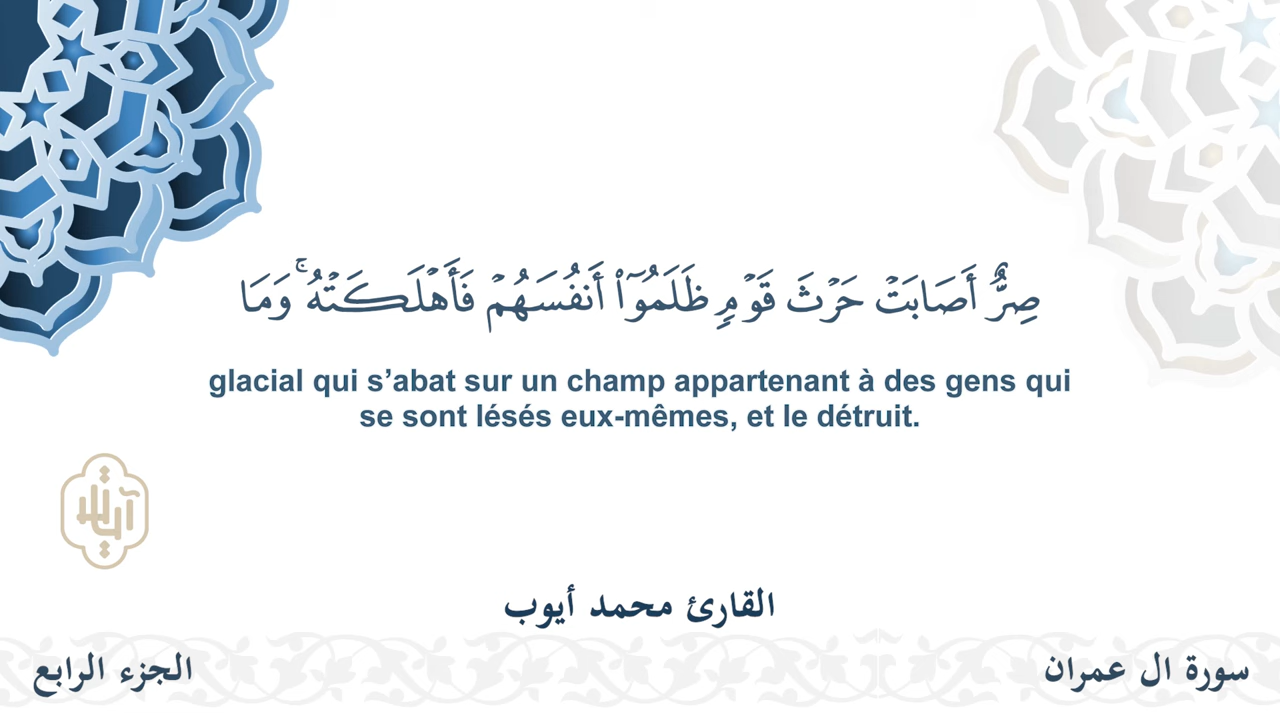 صِرٌّ أَصَابَتۡ حَرۡثَ قَوۡمٖ ظَلَمُوٓاْ أَنفُسَهُمۡ فَأَهۡلَكَتۡهُۚ وَمَا
glacial qui s’abat sur un champ appartenant à des gens qui
se sont lésés eux-mêmes, et le détruit.
القارئ محمد أيوب
سورة ال عمران
الجزء الرابع